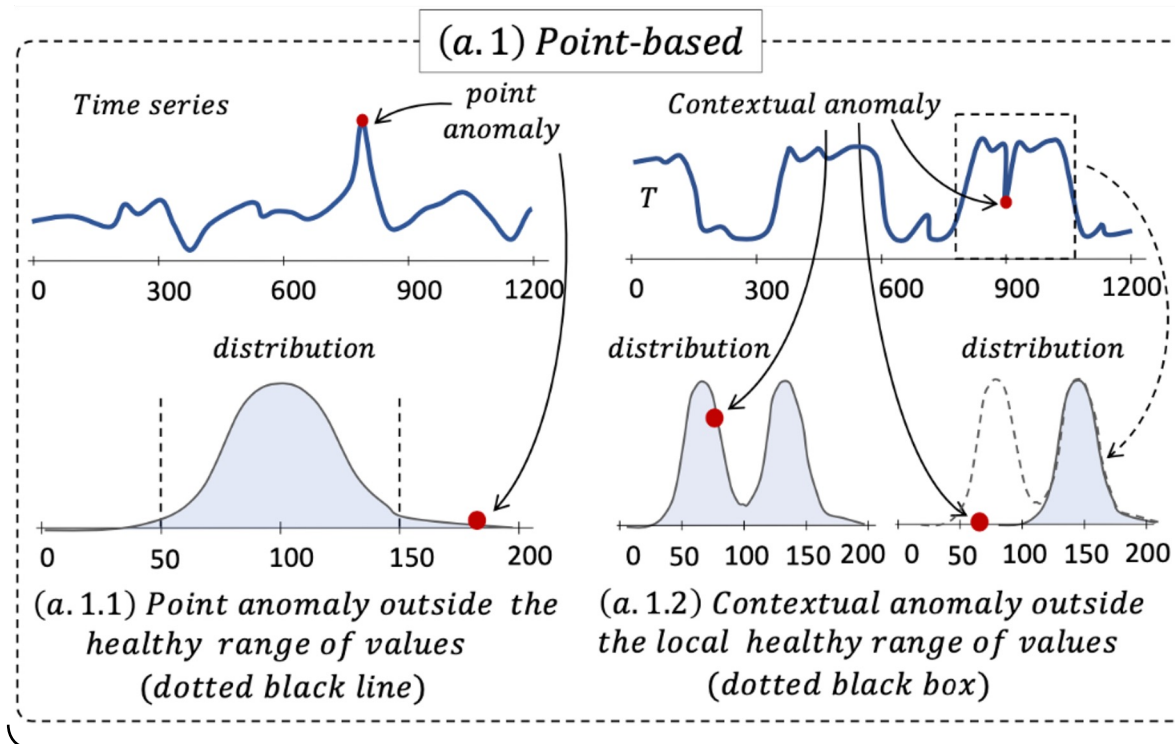 (a.1) Point-based
Time series
point
anomaly
0 300 600 900 1200
distribution
0 50 100 150 200
(a.1.1) Point anomaly outside the
healthy range of values
(dotted black line)
Contextual anomaly
T
0 300 600 900 1200
distribution
0 50 100 150 200
distribution
0 50 100 150 200
(a.1.2) Contextual anomaly outside
the local healthy range of values
(dotted black box)